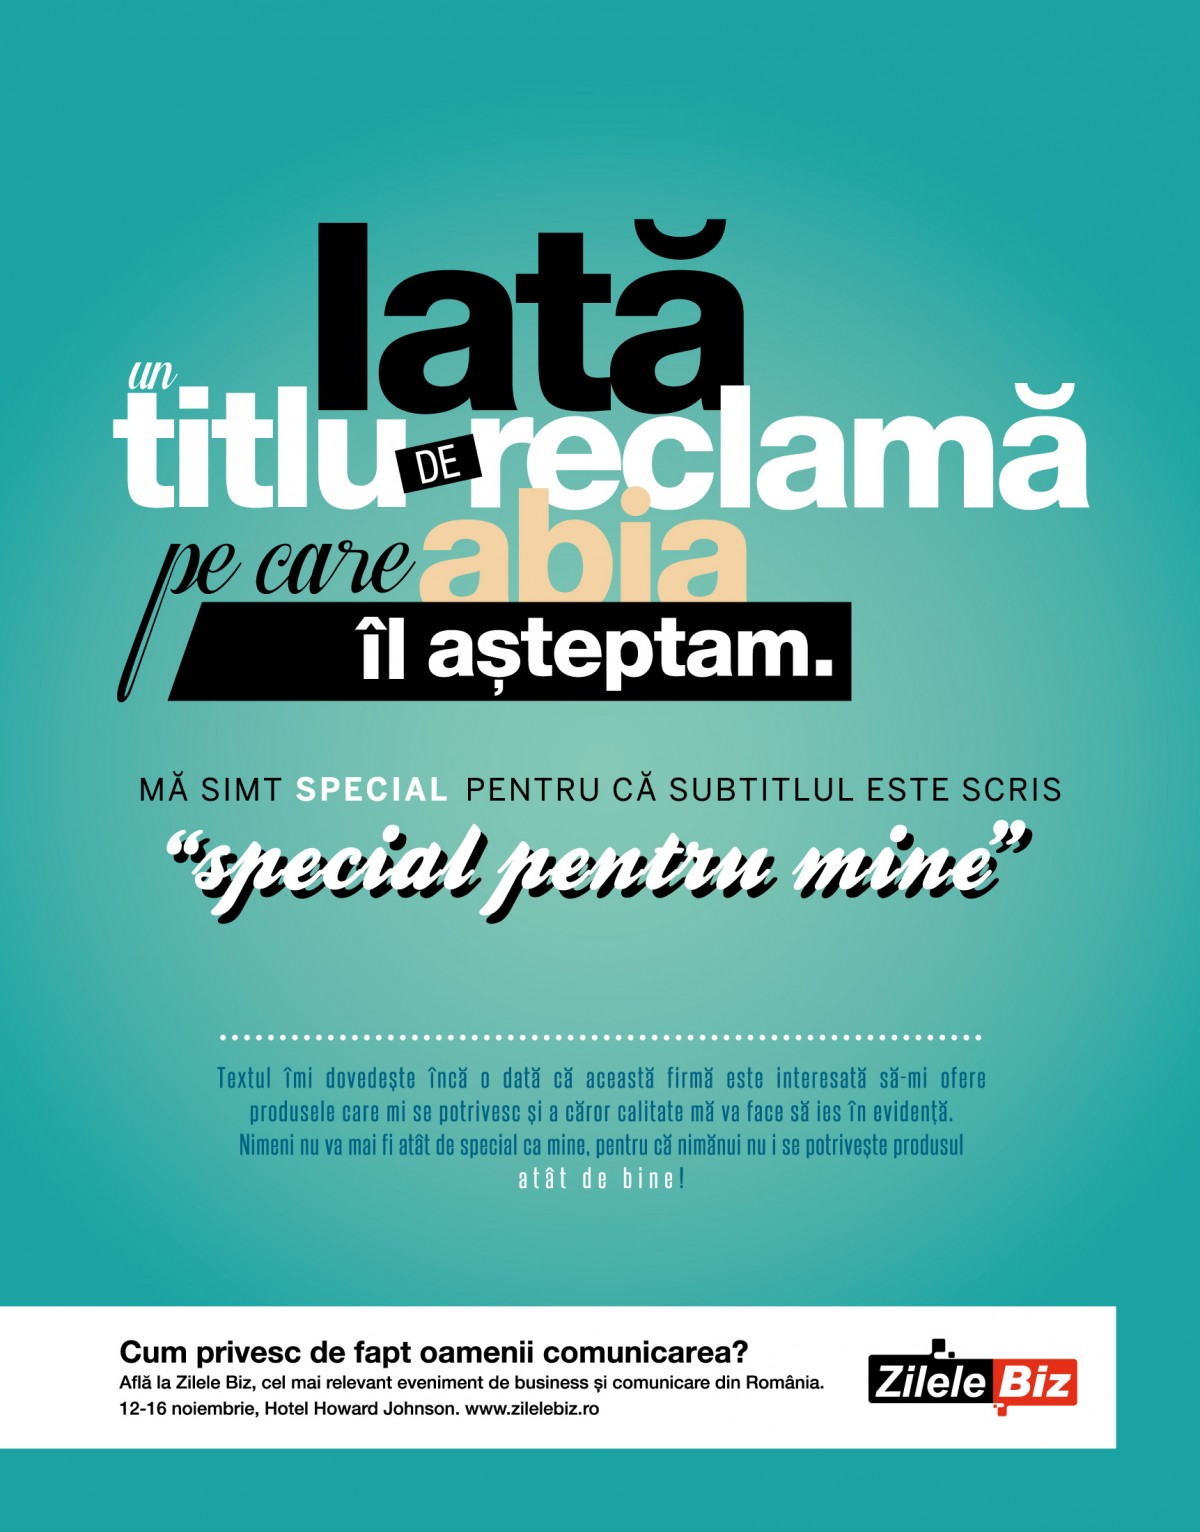 Iată
un
titlu DE reclamă
pe care abia
îl așteptam.
MĂ SIMT SPECIAL PENTRU CĂ SUBTITLUL ESTE SCRIS
“special pentru mine”
Textul îmi dovedește încă o dată că această firmă este interesată să-mi ofere
produsele care mi se potrivesc și a căror calitate mă va face să ies în evidență.
Nimeni nu va mai fi atât de special ca mine, pentru că nimănui nu i se potrivește produsul
atât de bine!
Cum privesc de fapt oamenii comunicarea?
Află la Zilele Biz, cel mai relevant eveniment de business și comunicare din România.
12-16 noiembrie, Hotel Howard Johnson. www.zilelebiz.ro
Zilele Biz